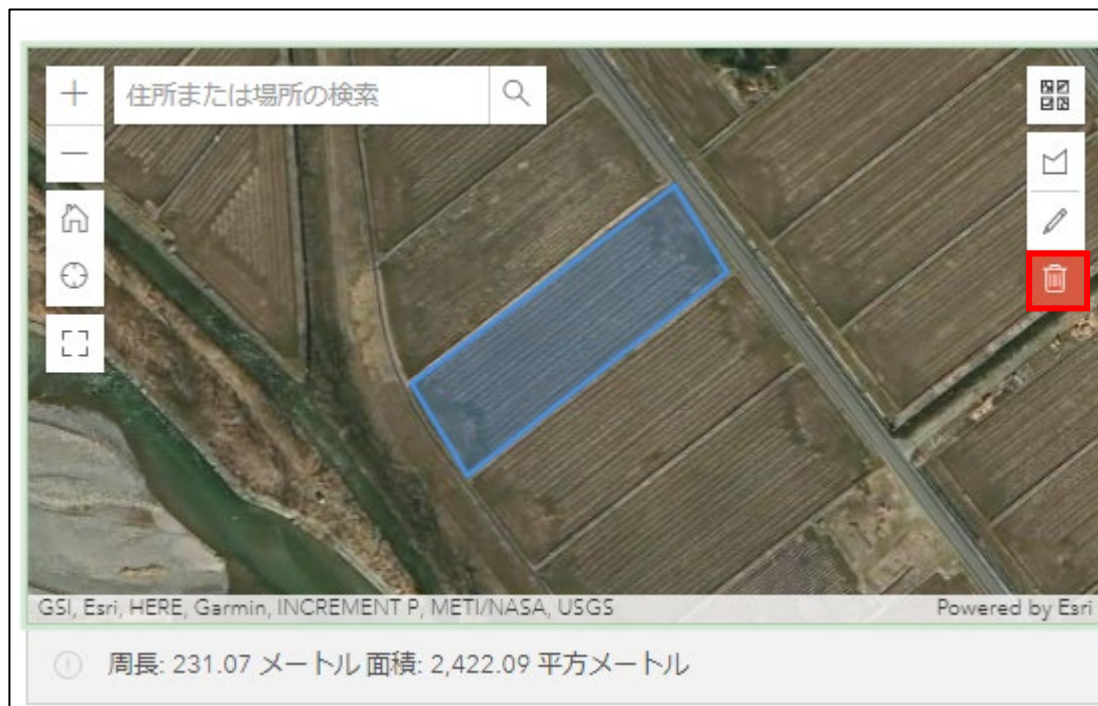 住所または場所の検索
GSI, Esri, HERE, Garmin, INCREMENT P, METI/NASA, USGS
Powered by Esri
周長: 231.07 メートル 面積: 2,422.09 平方メートル